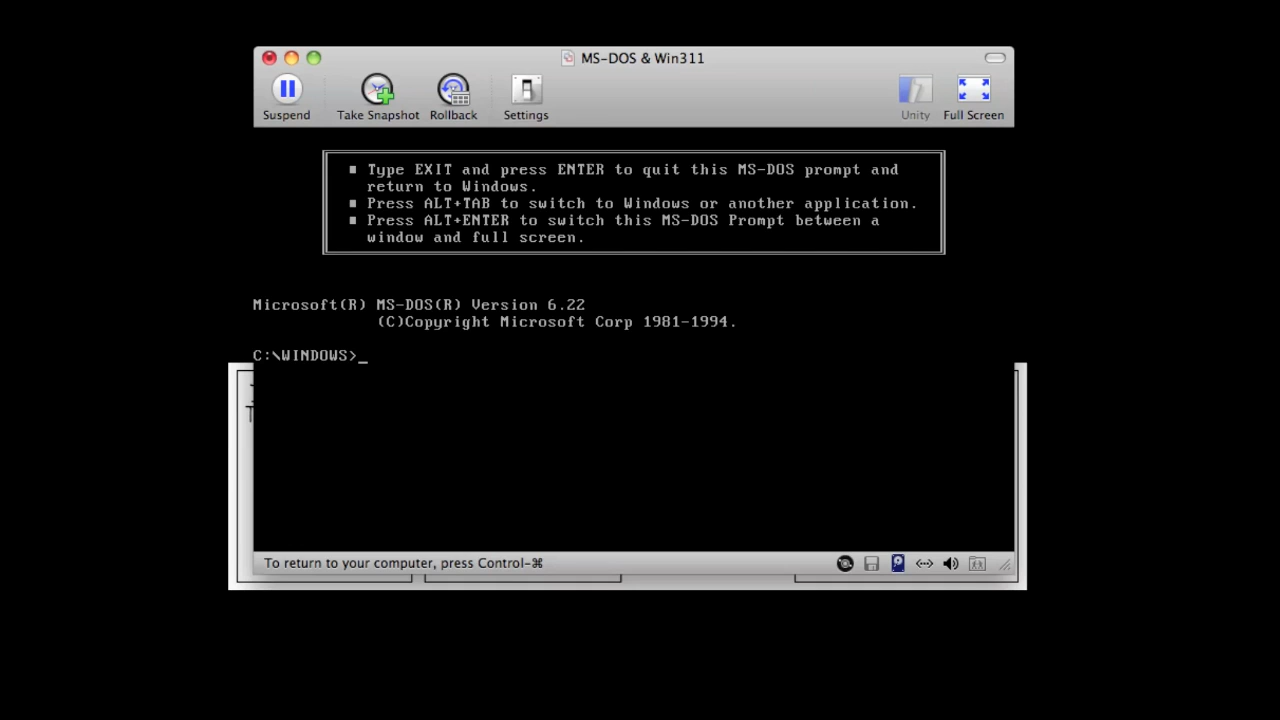 MS-DOS & Win311
Suspend
Take Snapshot
Rollback
Settings
Unity
Full Screen
Type EXIT and press ENTER to quit this MS-DOS prompt and
return to Windows.
Press ALT+TAB to switch to Windows or another application.
Press ALT+ENTER to switch this MS-DOS Prompt between a
window and full screen.
Microsoft(R) MS-DOS(R) Version 6.22
(C)Copyright Microsoft Corp 1981-1994.
C:\WINDOWS>_
To return to your computer, press Control-⌘